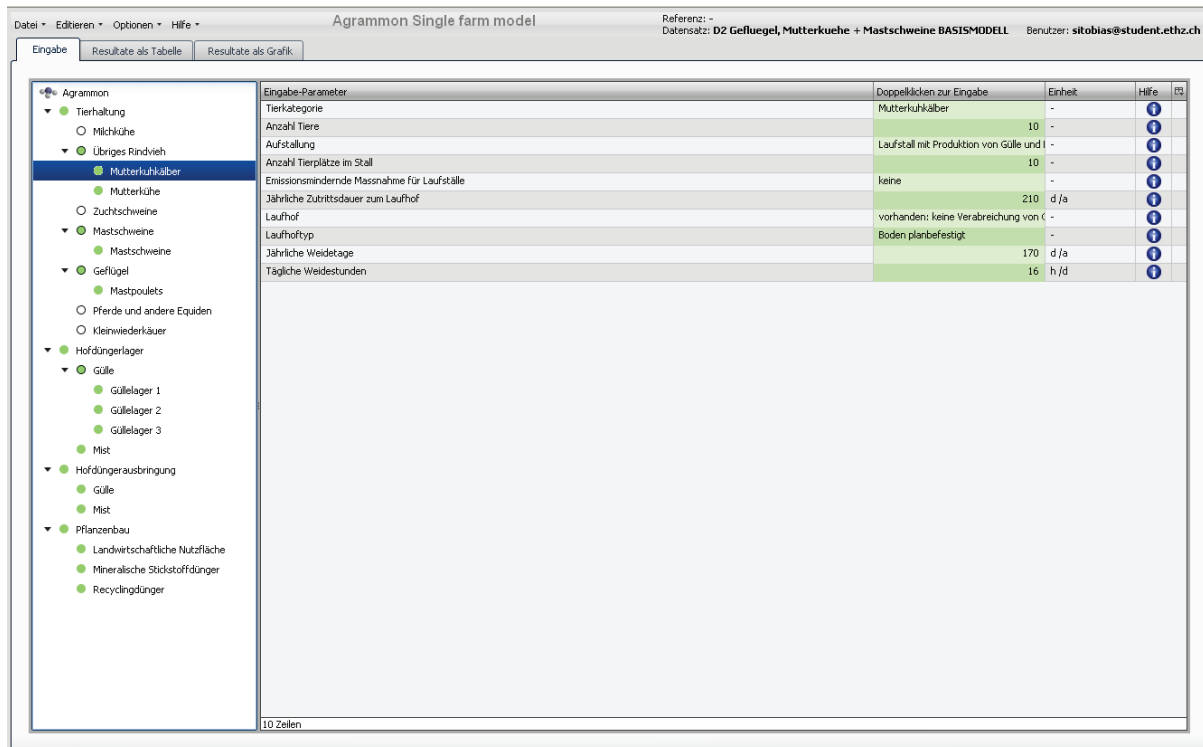 Datei Editieren Optionen Hilfe
Agrammon Single farm model
Referenz: -
Datensatz: D2 Gefluegel, Mutterkuehe + Mastschweine BASISMODELL Benutzer: sitobias@student.ethz.ch
Eingabe Resultate als Tabelle Resultate als Grafik
Agrammon
Tierhaltung
Milchkühe
Übriges Rindvieh
Mutterkuhkälber
Mutterkühe
Zuchtschweine
Mastschweine
Mastschweine
Geflügel
Mastpoulets
Pferde und andere Equiden
Kleinwiederkäuer
Hofdüngerlager
Gülle
Güllelager 1
Güllelager 2
Güllelager 3
Mist
Hofdüngerausbringung
Gülle
Mist
Pflanzenbau
Landwirtschaftliche Nutzfläche
Mineralische Stickstoffdünger
Recyclingdünger
Eingabe-Parameter Doppelklicken zur Eingabe Einheit Hilfe
Tierkategorie Mutterkuhkälber -
Anzahl Tiere 10 -
Aufstallung Laufstall mit Produktion von Gülle und -
Anzahl Tierplätze im Stall 10 -
Emissionsmindernde Massnahme für Laufställe keine -
Jährliche Zutrittsdauer zum Laufhof 210 d /a
Laufhof vorhanden: keine Verabreichung von -
Laufhoftyp Boden planbefestigt -
Jährliche Weidetage 170 d /a
Tägliche Weidestunden 16 h /d
10 Zeilen